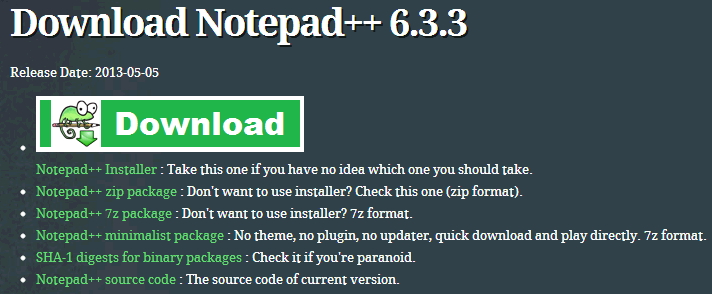 Download Notepad++ 6.3.3
Release Date: 2013-05-05
Download
Notepad++ Installer : Take this one if you have no idea which one you should take.
Notepad++ zip package : Don't want to use installer? Check this one (zip format).
Notepad++ 7z package : Don't want to use installer? 7z format.
Notepad++ minimalist package : No theme, no plugin, no updater, quick download and play directly. 7z format.
SHA-1 digests for binary packages : Check it if you're paranoid.
Notepad++ source code : The source code of current version.